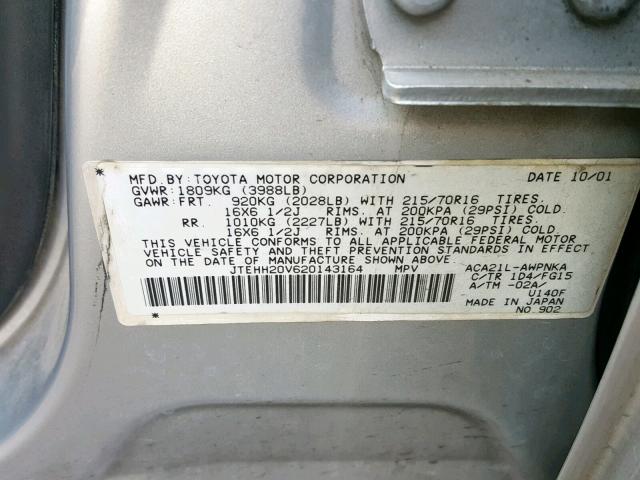 MFD. BY: TOYOTA MOTOR CORPORATION DATE 10/01
GVWR: 1809KG (3988LB)
GAWR: FRT. 920KG (2028LB) WITH 215/70R16 TIRES.
16X6 1/2J RIMS. AT 200KPA (29PSI) COLD.
RR. 1010KG (2227LB) WITH 215/70R16 TIRES.
16X6 1/2J RIMS. AT 200KPA (29PSI) COLD.
THIS VEHICLE CONFORMS TO ALL APPLICABLE FEDERAL MOTOR
VEHICLE SAFETY AND THEFT PREVENTION STANDARDS IN EFFECT
ON THE DATE OF MANUFACTURE SHOWN ABOVE.
JTEHH20V620143164 MPV ACA21L-AWPNKA
C/TR 1D4/FG15
A/TM -02A/
U140F
MADE IN JAPAN
NO. 902